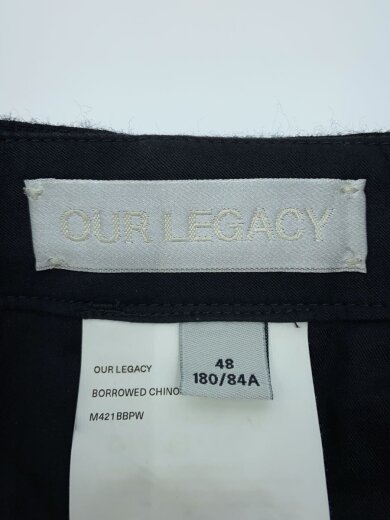 OUR LEGACY
48
180/84A
OUR LEGACY
BORROWED CHINO
M421BBPW